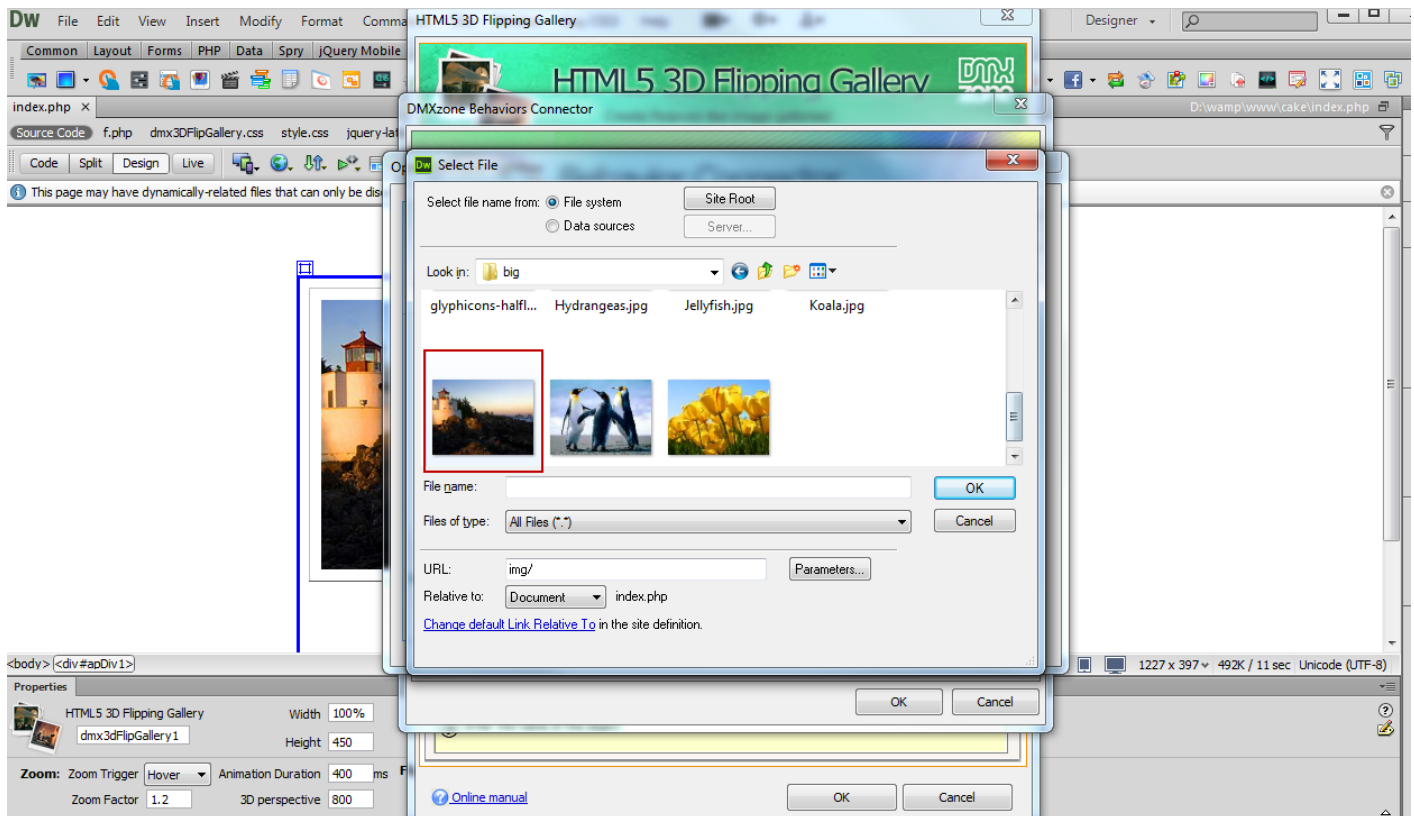 DW File Edit View Insert Modify Format Comma
HTML5 3D Flipping Gallery
Designer
Common Layout Forms PHP Data Spry jQuery Mobile
HTML5 3D Flipping Gallery
DMX
zone
index.php
DMXzone Behaviors Connector
D:\wamp\www\cake\index.php
Source Code f.php dmx3DFlipGallery.css style.css jquery-lat
Code Split Design Live
Dw Select File
This page may have dynamically-related files that can only be dis
Select file name from: File system
Site Root
Data sources
Server...
Look in: big
glyphicons-halfl... Hydrangeas.jpg Jellyfish.jpg Koala.jpg
File name:
OK
Files of type: All Files (*.*)
Cancel
URL: img/
Parameters...
Relative to: Document index.php
Change default Link Relative To in the site definition.
<body> <div#apDiv1>
1227 x 397 492K / 11 sec Unicode (UTF-8)
Properties
OK Cancel
HTML5 3D Flipping Gallery
Width 100%
dmx3dFlipGallery1
Height 450
Zoom: Zoom Trigger Hover Animation Duration 400 ms F
Zoom Factor 1.2 3D perspective 800
Online manual
OK Cancel